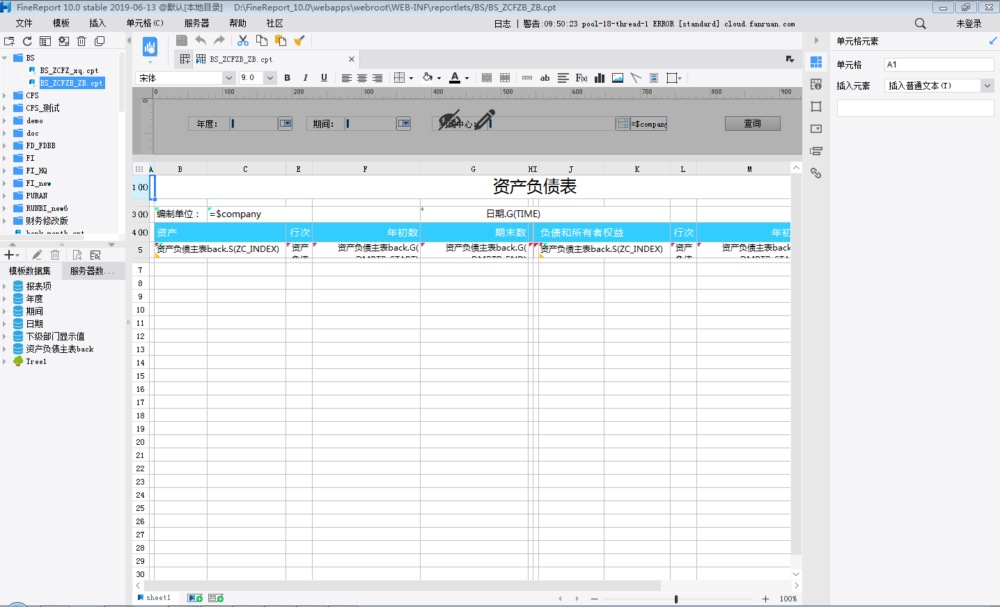 FineReport 10.0 stable 2019-06-13 @默认[本地目录] D:\FineReport_10.0\webapps\webroot\WEB-INF\reportlets/BS/BS_ZCFZB_ZB.cpt
文件 模板 插入 单元格(C) 服务器 帮助 社区 日志 | 警告:09:50:23 pool-18-thread-1 ERROR [standard] cloud.fanruan.com 未登录
BS
BS_ZCFZ_xq.cpt
BS_ZCFZB_ZB.cpt
CFS
CFS_测试
demo
doc
FD_FDBB
FI
FI_HQ
FI_new
PURAN
RUNBI_new6
财务修改版
模板数据集 服务器数...
报表项
年度
期间
日期
下级部门显示值
资产负债主表back
Tree1
BS_ZCFZB_ZB.cpt
宋体 9.0 B I U ab F(x)
0 100 200 300 400 500 600 700 800 900
0
年度： 期间： 中心： =$company 查询
A B C E F G H I J K L M
1(H) 资产负债表
3(H) 编制单位： =$company 日期.G(TIME)
4(H) 资产 行次 年初数 期末数 负债和所有者权益 行次 年初
5 资产负债主表back.S(ZC_INDEX) 资产 资产负债主表back.G( 资产负债主表back.G( 资产负债主表back.S(ZC_INDEX) 资产 资产负债主表back
7
8
9
10
11
12
13
14
15
16
17
18
19
20
21
22
23
24
25
26
27
28
29
30
sheet1 100%
单元格元素
单元格 A1
插入元素 插入普通文本(T)